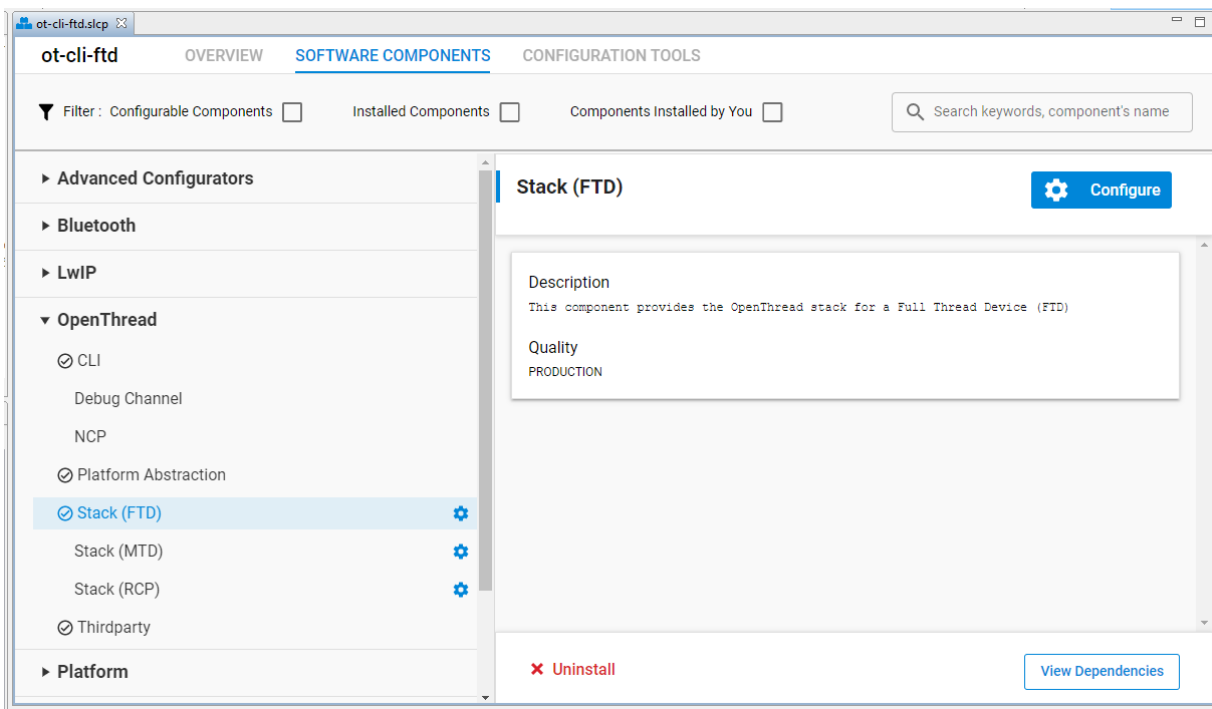 ot-cli-ftd.slcp
ot-cli-ftd OVERVIEW SOFTWARE COMPONENTS CONFIGURATION TOOLS
Filter : Configurable Components Installed Components Components Installed by You Search keywords, component's name
Advanced Configurators
Bluetooth
LwIP
OpenThread
CLI
Debug Channel
NCP
Platform Abstraction
Stack (FTD)
Stack (MTD)
Stack (RCP)
Thirdparty
Platform
Stack (FTD) Configure
Description
This component provides the OpenThread stack for a Full Thread Device (FTD)
Quality
PRODUCTION
Uninstall View Dependencies